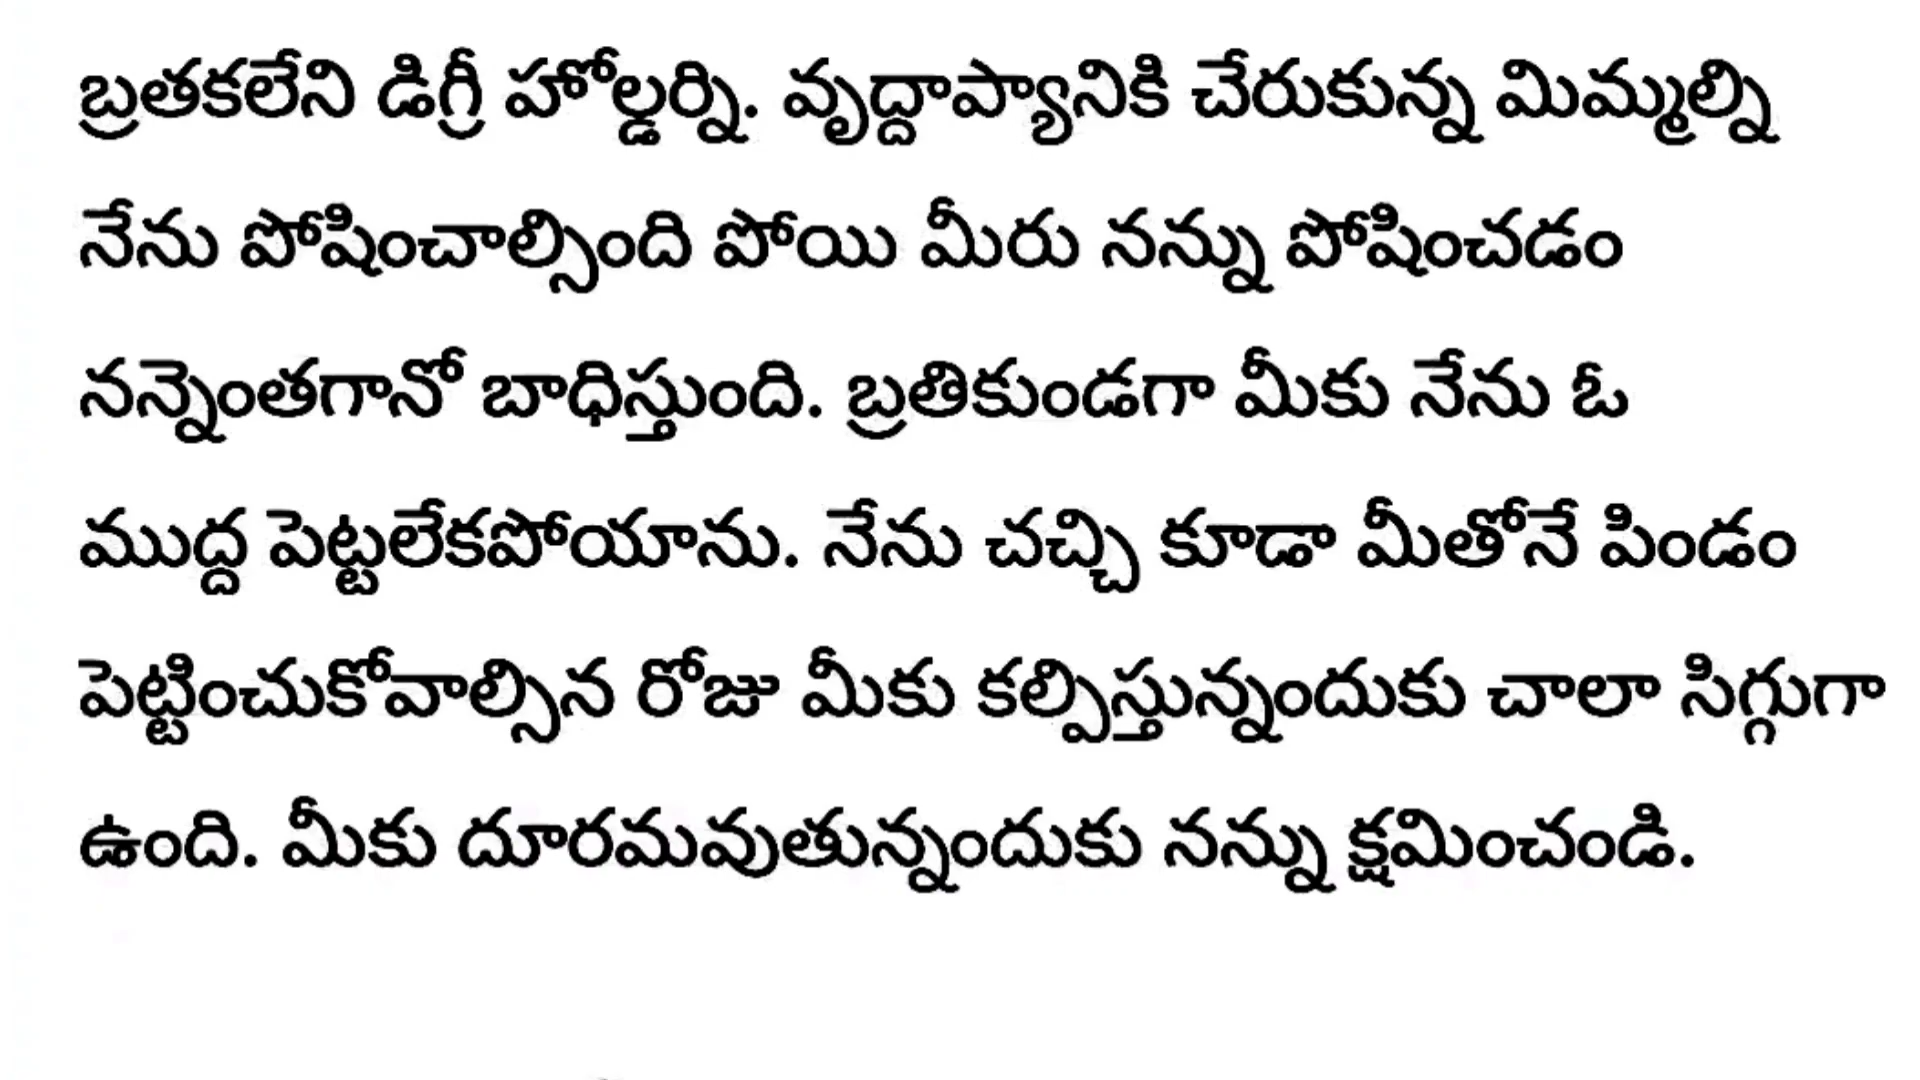 బ్రతకలేని డిగ్రీ హోల్డర్ని. వృద్దాప్యానికి చేరుకున్న మిమ్మల్ని
నేను పోషించాల్సింది పోయి మీరు నన్ను పోషించడం
నన్నెంతగానో బాధిస్తుంది. బ్రతికుండగా మీకు నేను ఓ
ముద్ద పెట్టలేకపోయాను. నేను చచ్చి కూడా మీతోనే పిండం
పెట్టించుకోవాల్సిన రోజు మీకు కల్పిస్తున్నందుకు చాలా సిగ్గుగా
ఉంది. మీకు దూరమవుతున్నందుకు నన్ను క్షమించండి.